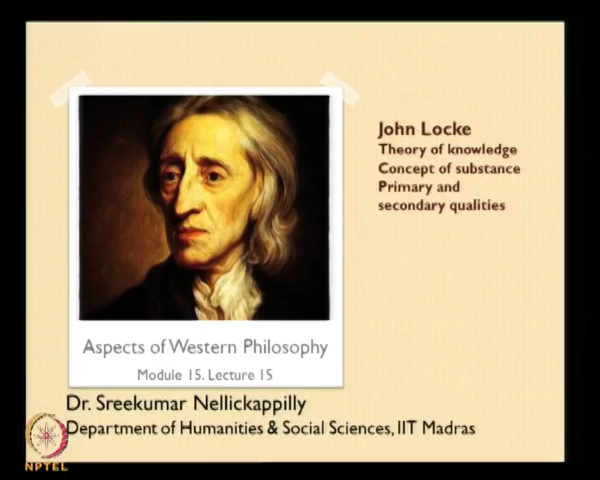 John Locke
Theory of knowledge
Concept of substance
Primary and
secondary qualities
Aspects of Western Philosophy
Module 15. Lecture 15
Dr. Sreekumar Nellickappilly
Department of Humanities & Social Sciences, IIT Madras
NPTEL